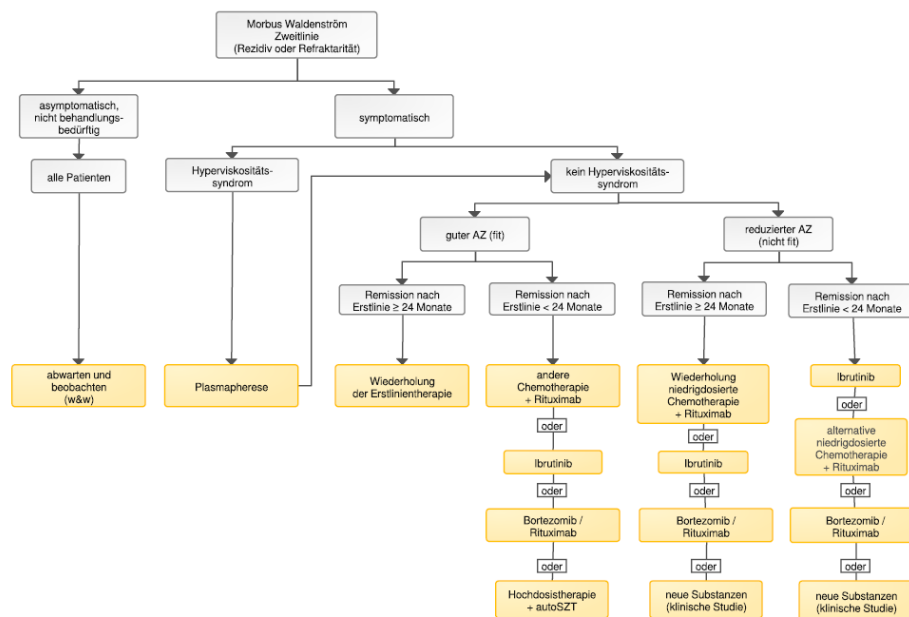 Morbus Waldenström
Zweitlinie
(Rezidiv oder Refraktarität)
asymptomatisch,
nicht behandlungs-
bedürftig
symptomatisch
alle Patienten
Hyperviskositäts-
syndrom
kein Hyperviskositäts-
syndrom
guter AZ (fit)
reduzierter AZ
(nicht fit)
Remission nach
Erstlinie ≥ 24 Monate
Remission nach
Erstlinie < 24 Monate
Remission nach
Erstlinie ≥ 24 Monate
Remission nach
Erstlinie < 24 Monate
abwarten und
beobachten
(w&w)
Plasmapherese
Wiederholung
der Erstlinientherapie
andere
Chemotherapie
+ Rituximab
oder
Ibrutinib
oder
Bortezomib /
Rituximab
oder
Hochdosistherapie
+ autoSZT
Wiederholung
niedrigdosierte
Chemotherapie
+ Rituximab
oder
Ibrutinib
oder
Bortezomib /
Rituximab
oder
neue Substanzen
(klinische Studie)
Ibrutinib
oder
alternative
niedrigdosierte
Chemotherapie
+ Rituximab
oder
Bortezomib /
Rituximab
oder
neue Substanzen
(klinische Studie)